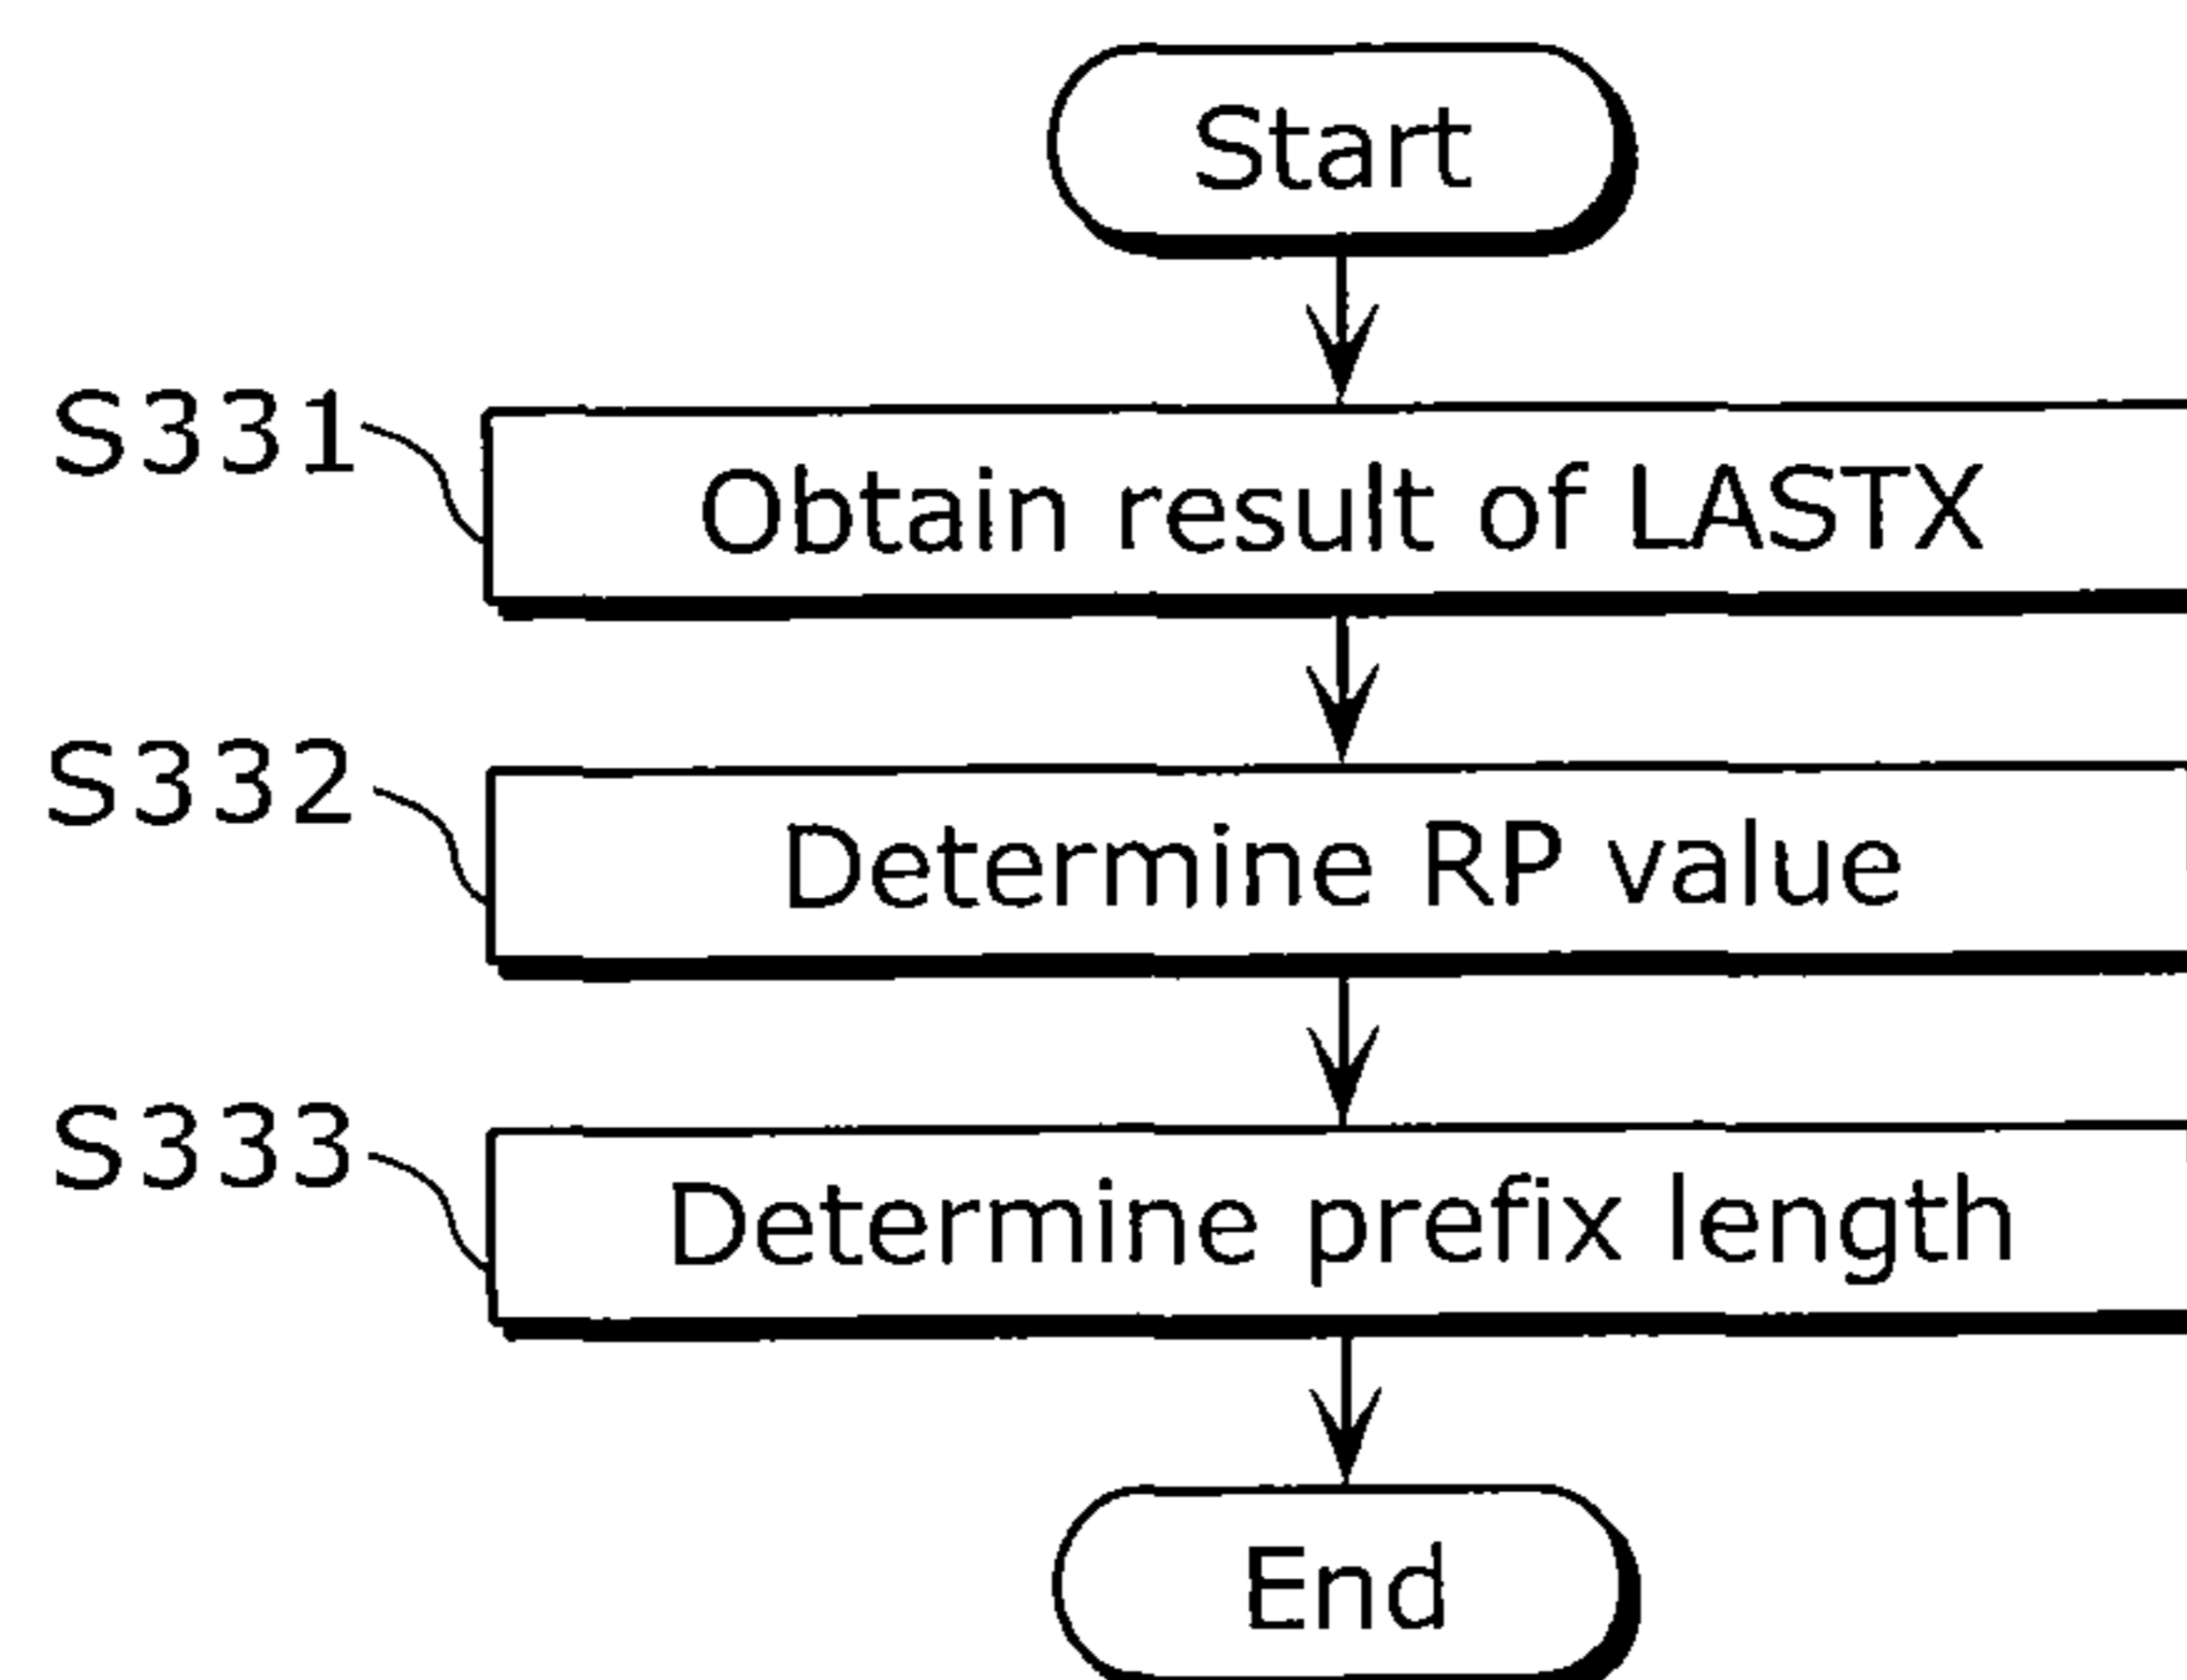 Start
S331
Obtain result of LASTX
S332
Determine RP value
S333
Determine prefix length
End